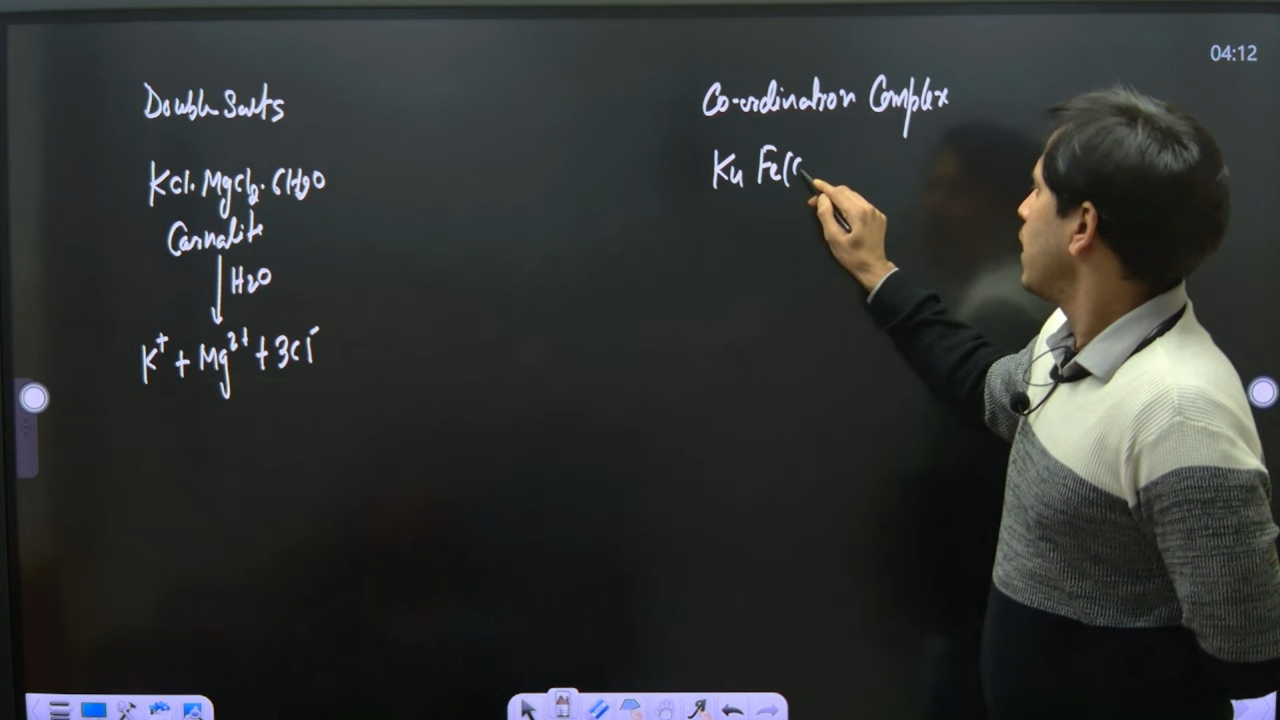 04:12
Double Salts
Co-ordination Complex
KCl. MgCl2. 6H2O
K4 Fe(C
Carnalite
H2O
K+ + Mg2+ + 3Cl-